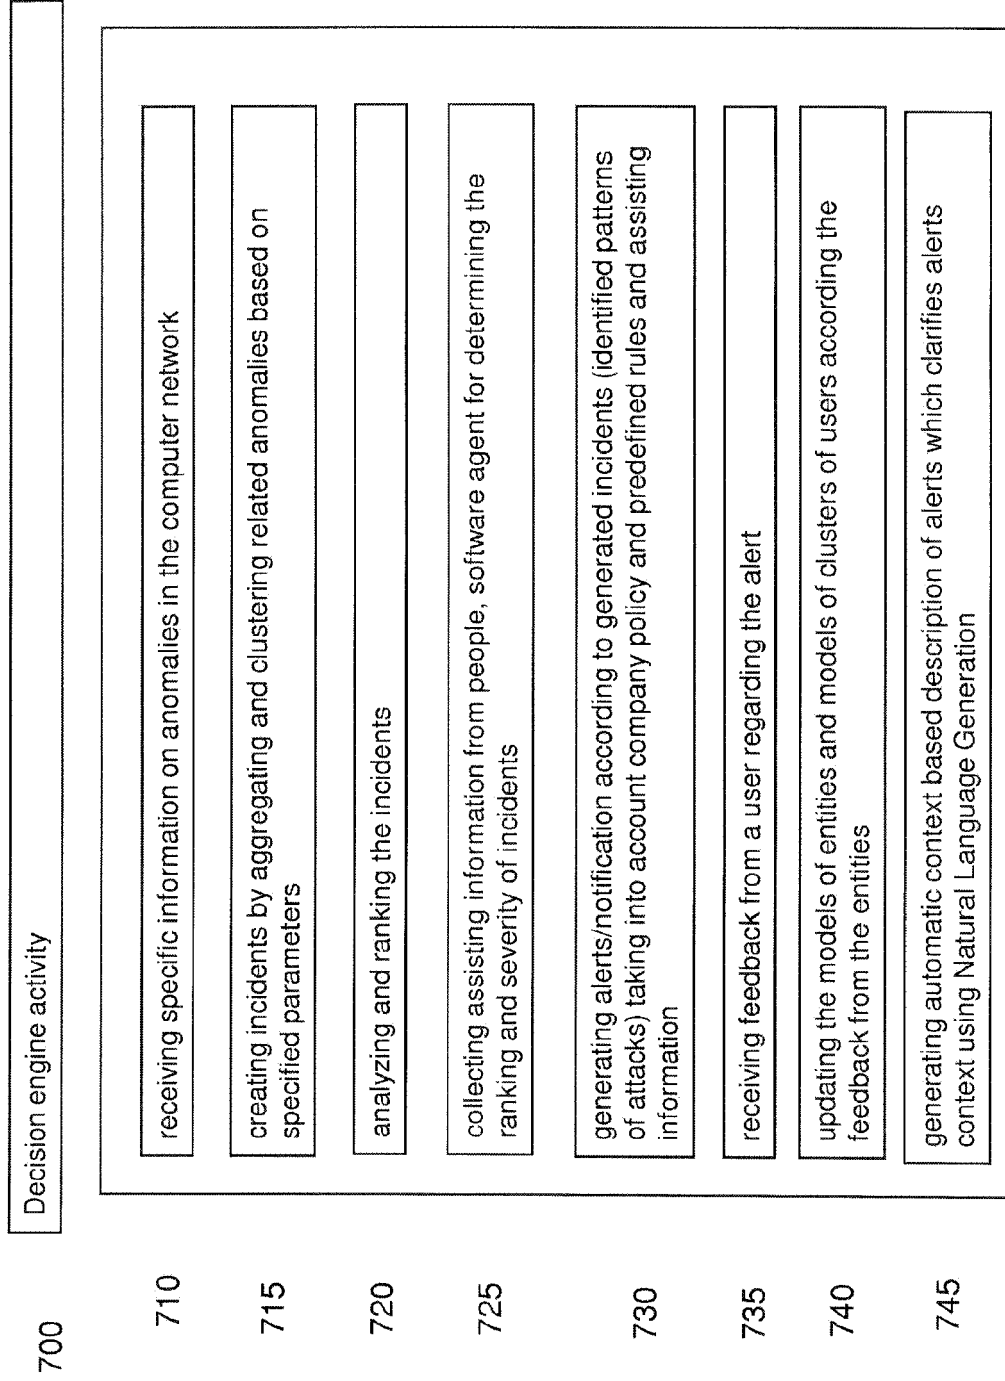 700
Decision engine activity
710
receiving specific information on anomalies in the computer network
715
creating incidents by aggregating and clustering related anomalies based on
specified parameters
720
analyzing and ranking the incidents
725
collecting assisting information from people, software agent for determining the
ranking and severity of incidents
730
generating alerts/notification according to generated incidents (identified patterns
of attacks) taking into account company policy and predefined rules and assisting
information
735
receiving feedback from a user regarding the alert
740
updating the models of entities and models of clusters of users according the
feedback from the entities
745
generating automatic context based description of alerts which clarifies alerts
context using Natural Language Generation